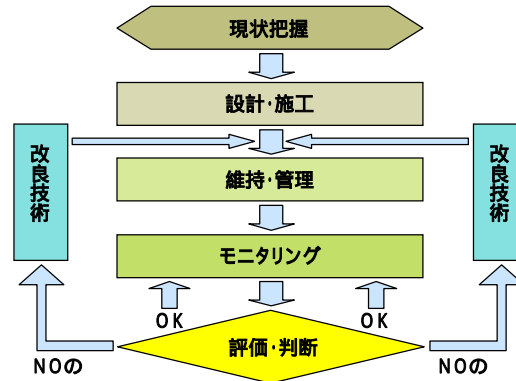 現状把握
設計・施工
改良技術
改良技術
維持・管理
モニタリング
OK
OK
評価・判断
NOの
NOの